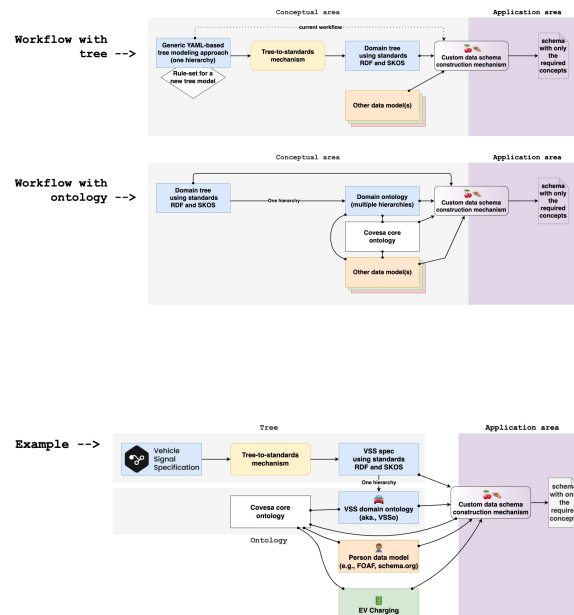 Conceptual area
Application area
Workflow with
tree -->
current workflow
Generic YAML-based
tree modeling approach
(one hierarchy)
Rule-set for a
new tree model
Tree-to-standards
mechanism
Domain tree
using standards
RDF and SKOS
Other data model(s)
Custom data schema
construction mechanism
schema
with only
the
required
concepts
Conceptual area
Application area
Workflow with
ontology -->
Domain tree
using standards
RDF and SKOS
One hierarchy
Domain ontology
(multiple hierarchies)
Covesa core
ontology
Other data model(s)
Custom data schema
construction mechanism
schema
with only
the
required
concepts
Example -->
Tree
Application area
Vehicle
Signal
Specification
Tree-to-standards
mechanism
VSS spec
using standards
RDF and SKOS
One hierarchy
Covesa core
ontology
VSS domain ontology
(aka., VSSo)
Ontology
Person data model
(e.g., FOAF, schema.org)
EV Charging
Custom data schema
construction mechanism
schema
with only
the
required
concepts